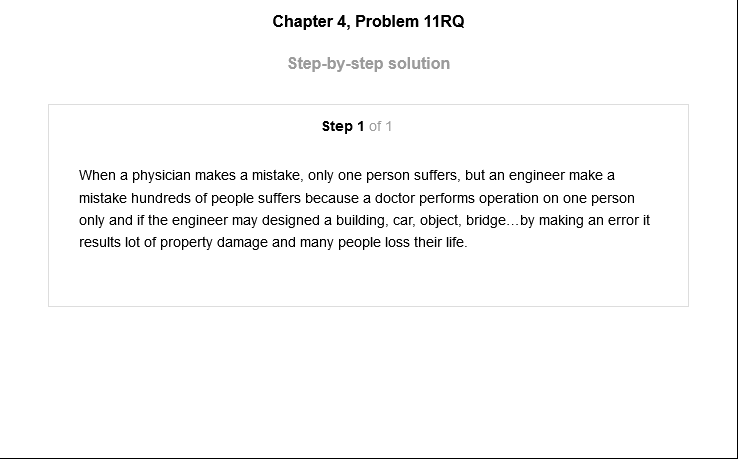 Chapter 4, Problem 11RQ
Step-by-step solution
Step 1 of 1
When a physician makes a mistake, only one person suffers, but an engineer make a
mistake hundreds of people suffers because a doctor performs operation on one person
only and if the engineer may designed a building, car, object, bridge…by making an error it
results lot of property damage and many people loss their life.